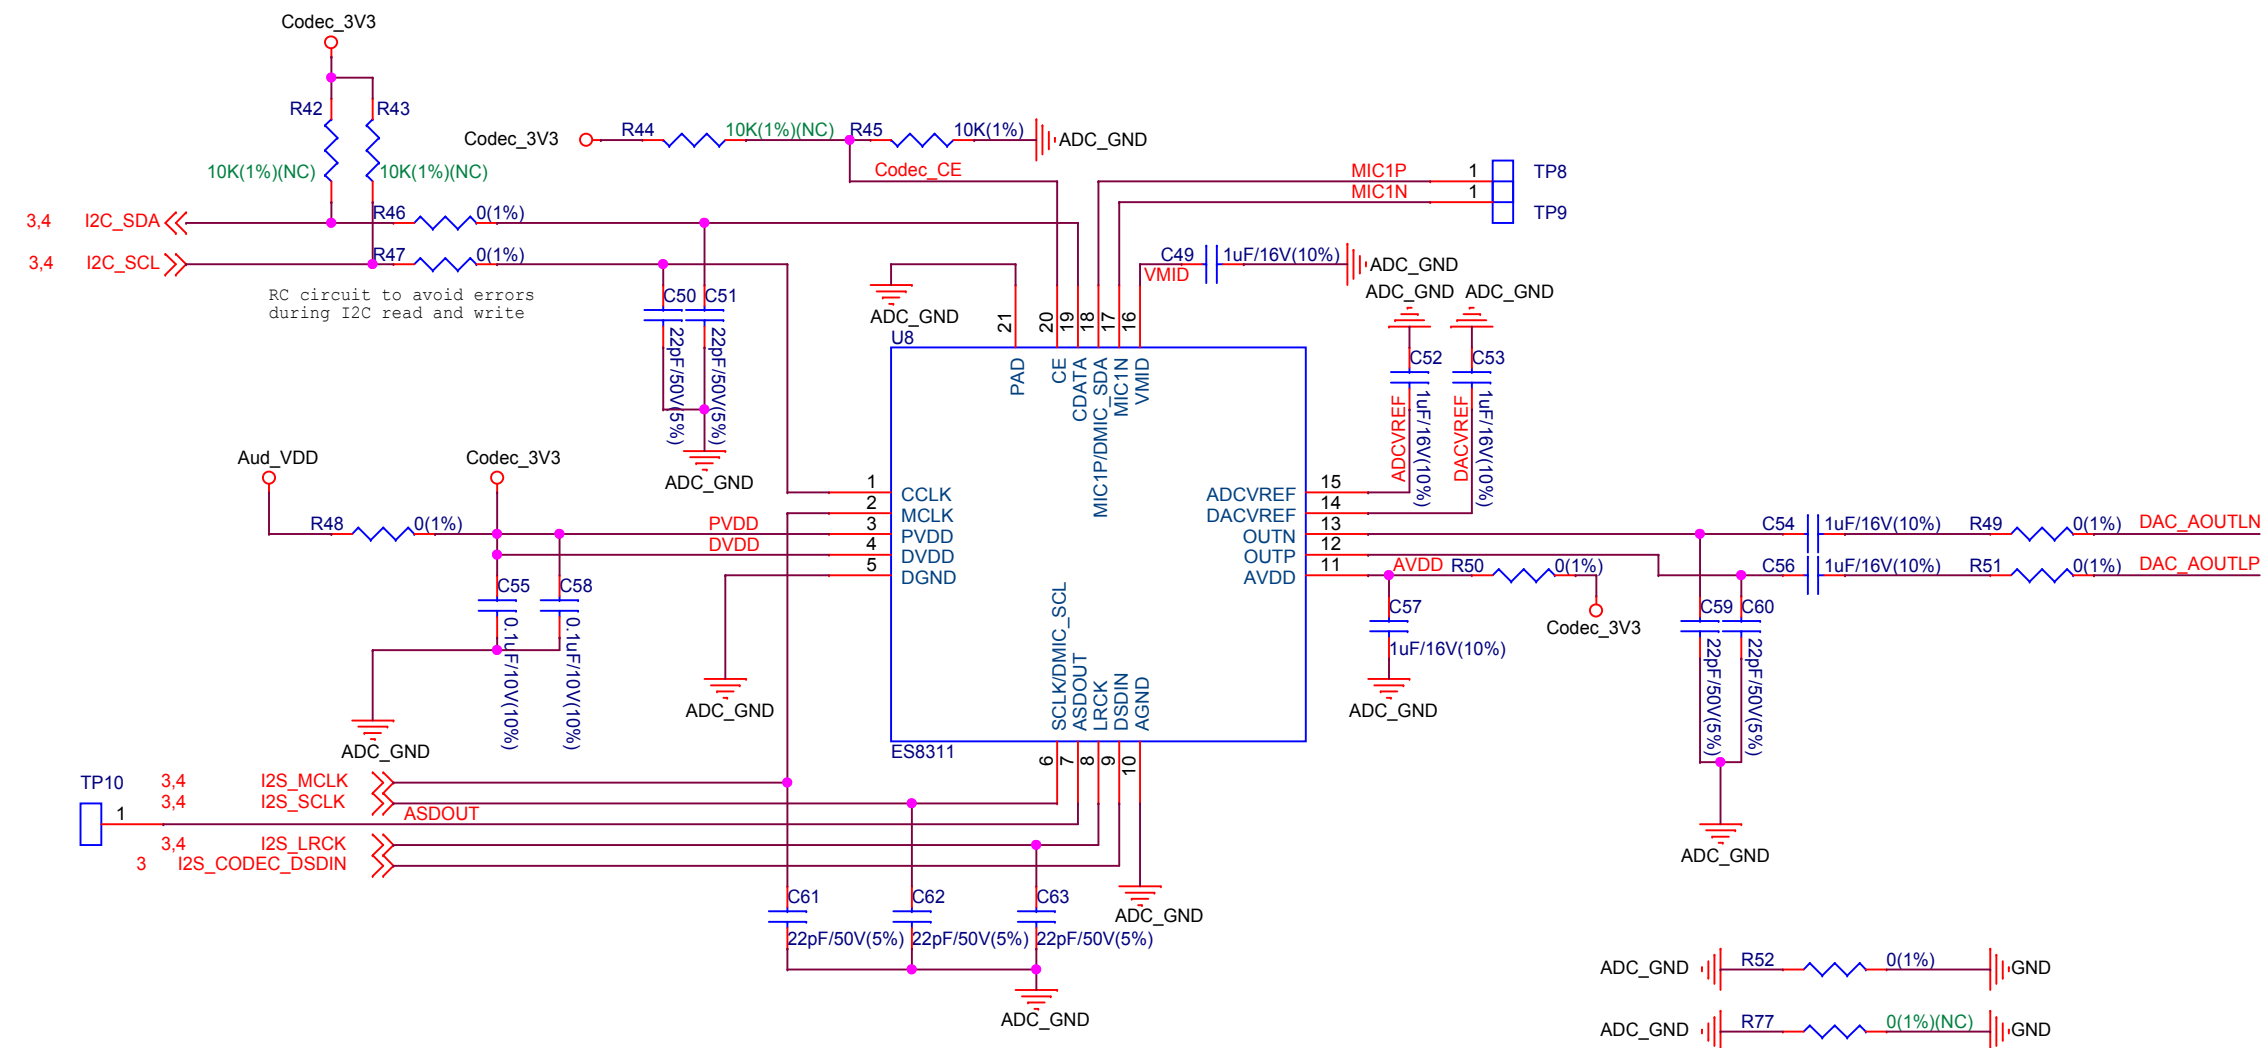 Codec_3V3
R42
R43
10K(1%)(NC)
10K(1%)(NC)
Codec_3V3
R44
10K(1%)(NC)
R45
10K(1%)
ADC_GND
Codec_CE
MIC1P
1
TP8
MIC1N
1
TP9
3,4
I2C_SDA
R46
0(1%)
3,4
I2C_SCL
R47
0(1%)
RC circuit to avoid errors
during I2C read and write
C50
22pF/50V(5%)
C51
22pF/50V(5%)
ADC_GND
ADC_GND
VMID
C49
1uF/16V(10%)
ADC_GND
ADC_GND
ADC_GND
C52
1uF/16V(10%)
C53
1uF/16V(10%)
ADCVREF
DACVREF
U8
21
20
19
18
17
16
PAD
CE
CDATA
MIC1P/DMIC_SDA
MIC1N
VMID
1
CCLK
2
MCLK
3
PVDD
4
DVDD
5
DGND
ADCVREF
15
DACVREF
14
OUTN
13
OUTP
12
AVDD
11
SCLK/DMIC_SCL
ASDOUT
LRCK
DSDIN
AGND
6
7
8
9
10
ES8311
Aud_VDD
Codec_3V3
R48
0(1%)
PVDD
DVDD
C55
0.1uF/10V(10%)
C58
0.1uF/10V(10%)
ADC_GND
ADC_GND
AVDD
R50
0(1%)
Codec_3V3
C57
1uF/16V(10%)
ADC_GND
C54
1uF/16V(10%)
R49
0(1%)
DAC_AOUTLN
C56
1uF/16V(10%)
R51
0(1%)
DAC_AOUTLP
C59
22pF/50V(5%)
C60
22pF/50V(5%)
ADC_GND
TP10
1
3,4
I2S_MCLK
3,4
I2S_SCLK
ASDOUT
3,4
I2S_LRCK
3
I2S_CODEC_DSDIN
C61
22pF/50V(5%)
C62
22pF/50V(5%)
C63
22pF/50V(5%)
ADC_GND
ADC_GND
ADC_GND
R52
0(1%)
GND
ADC_GND
R77
0(1%)(NC)
GND